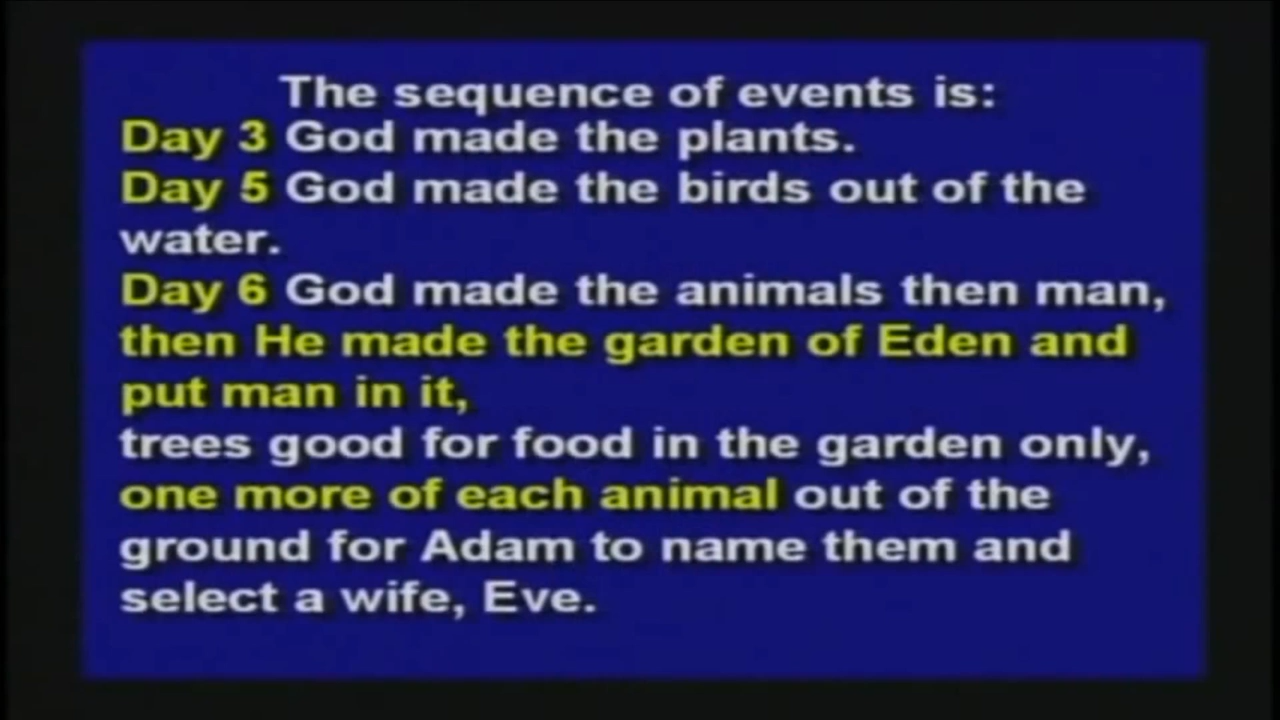 The sequence of events is:
Day 3 God made the plants.
Day 5 God made the birds out of the
water.
Day 6 God made the animals then man,
then He made the garden of Eden and
put man in it,
trees good for food in the garden only,
one more of each animal out of the
ground for Adam to name them and
select a wife, Eve.